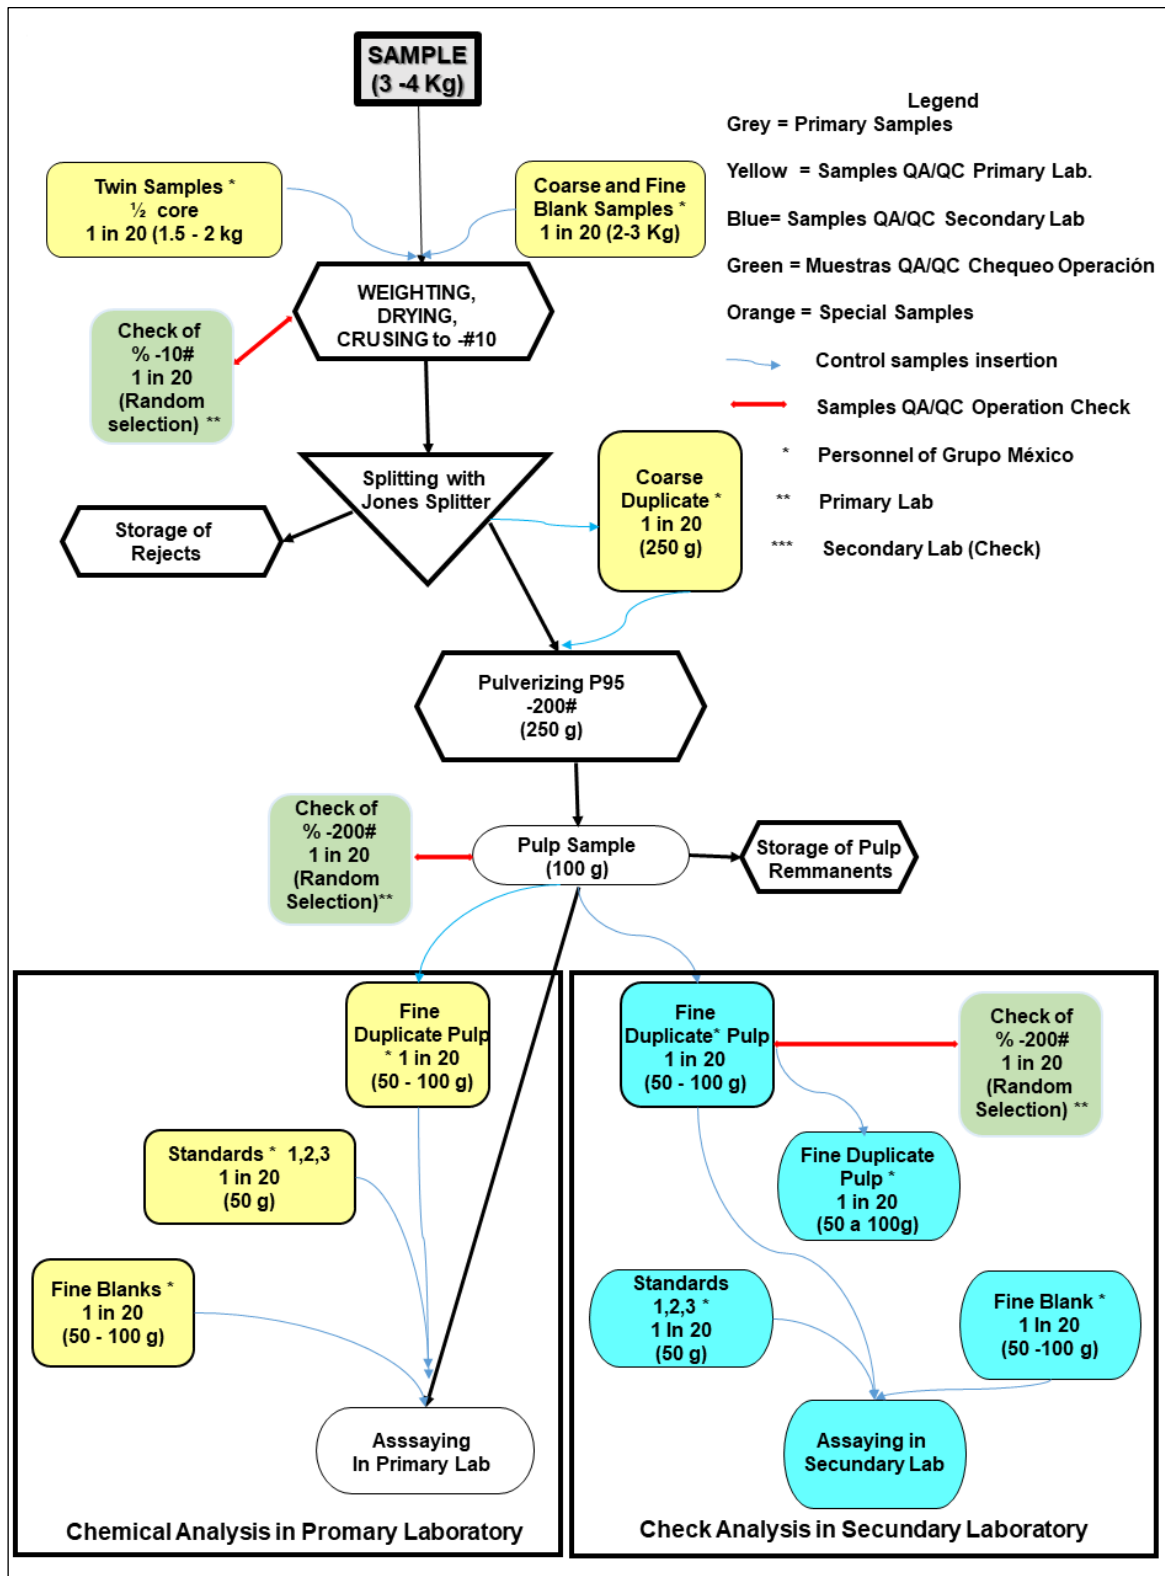 SAMPLE
(3 -4 Kg)
Legend
Grey = Primary Samples
Yellow = Samples QA/QC Primary Lab.
Blue= Samples QA/QC Secondary Lab
Green = Muestras QA/QC Chequeo Operación
Orange = Special Samples
Control samples insertion
Samples QA/QC Operation Check
* Personnel of Grupo México
** Primary Lab
*** Secondary Lab (Check)
Twin Samples *
½ core
1 in 20 (1.5 - 2 kg
Coarse and Fine
Blank Samples *
1 in 20 (2-3 Kg)
WEIGHTING,
DRYING,
CRUSING to -#10
Check of
% -10#
1 in 20
(Random
selection) **
Splitting with
Jones Splitter
Storage of
Rejects
Coarse
Duplicate *
1 in 20
(250 g)
Pulverizing P95
-200#
(250 g)
Check of
% -200#
1 in 20
(Random
Selection)**
Pulp Sample
(100 g)
Storage of Pulp
Remmanents
Fine
Duplicate Pulp
* 1 in 20
(50 - 100 g)
Standards * 1,2,3
1 in 20
(50 g)
Fine Blanks *
1 in 20
(50 - 100 g)
Asssaying
In Primary Lab
Chemical Analysis in Promary Laboratory
Fine
Duplicate* Pulp
1 in 20
(50 - 100 g)
Check of
% -200#
1 in 20
(Random
Selection) **
Fine Duplicate
Pulp *
1 in 20
(50 a 100g)
Standards
1,2,3 *
1 In 20
(50 g)
Fine Blank *
1 In 20
(50 -100 g)
Assaying in
Secundary Lab
Check Analysis in Secundary Laboratory